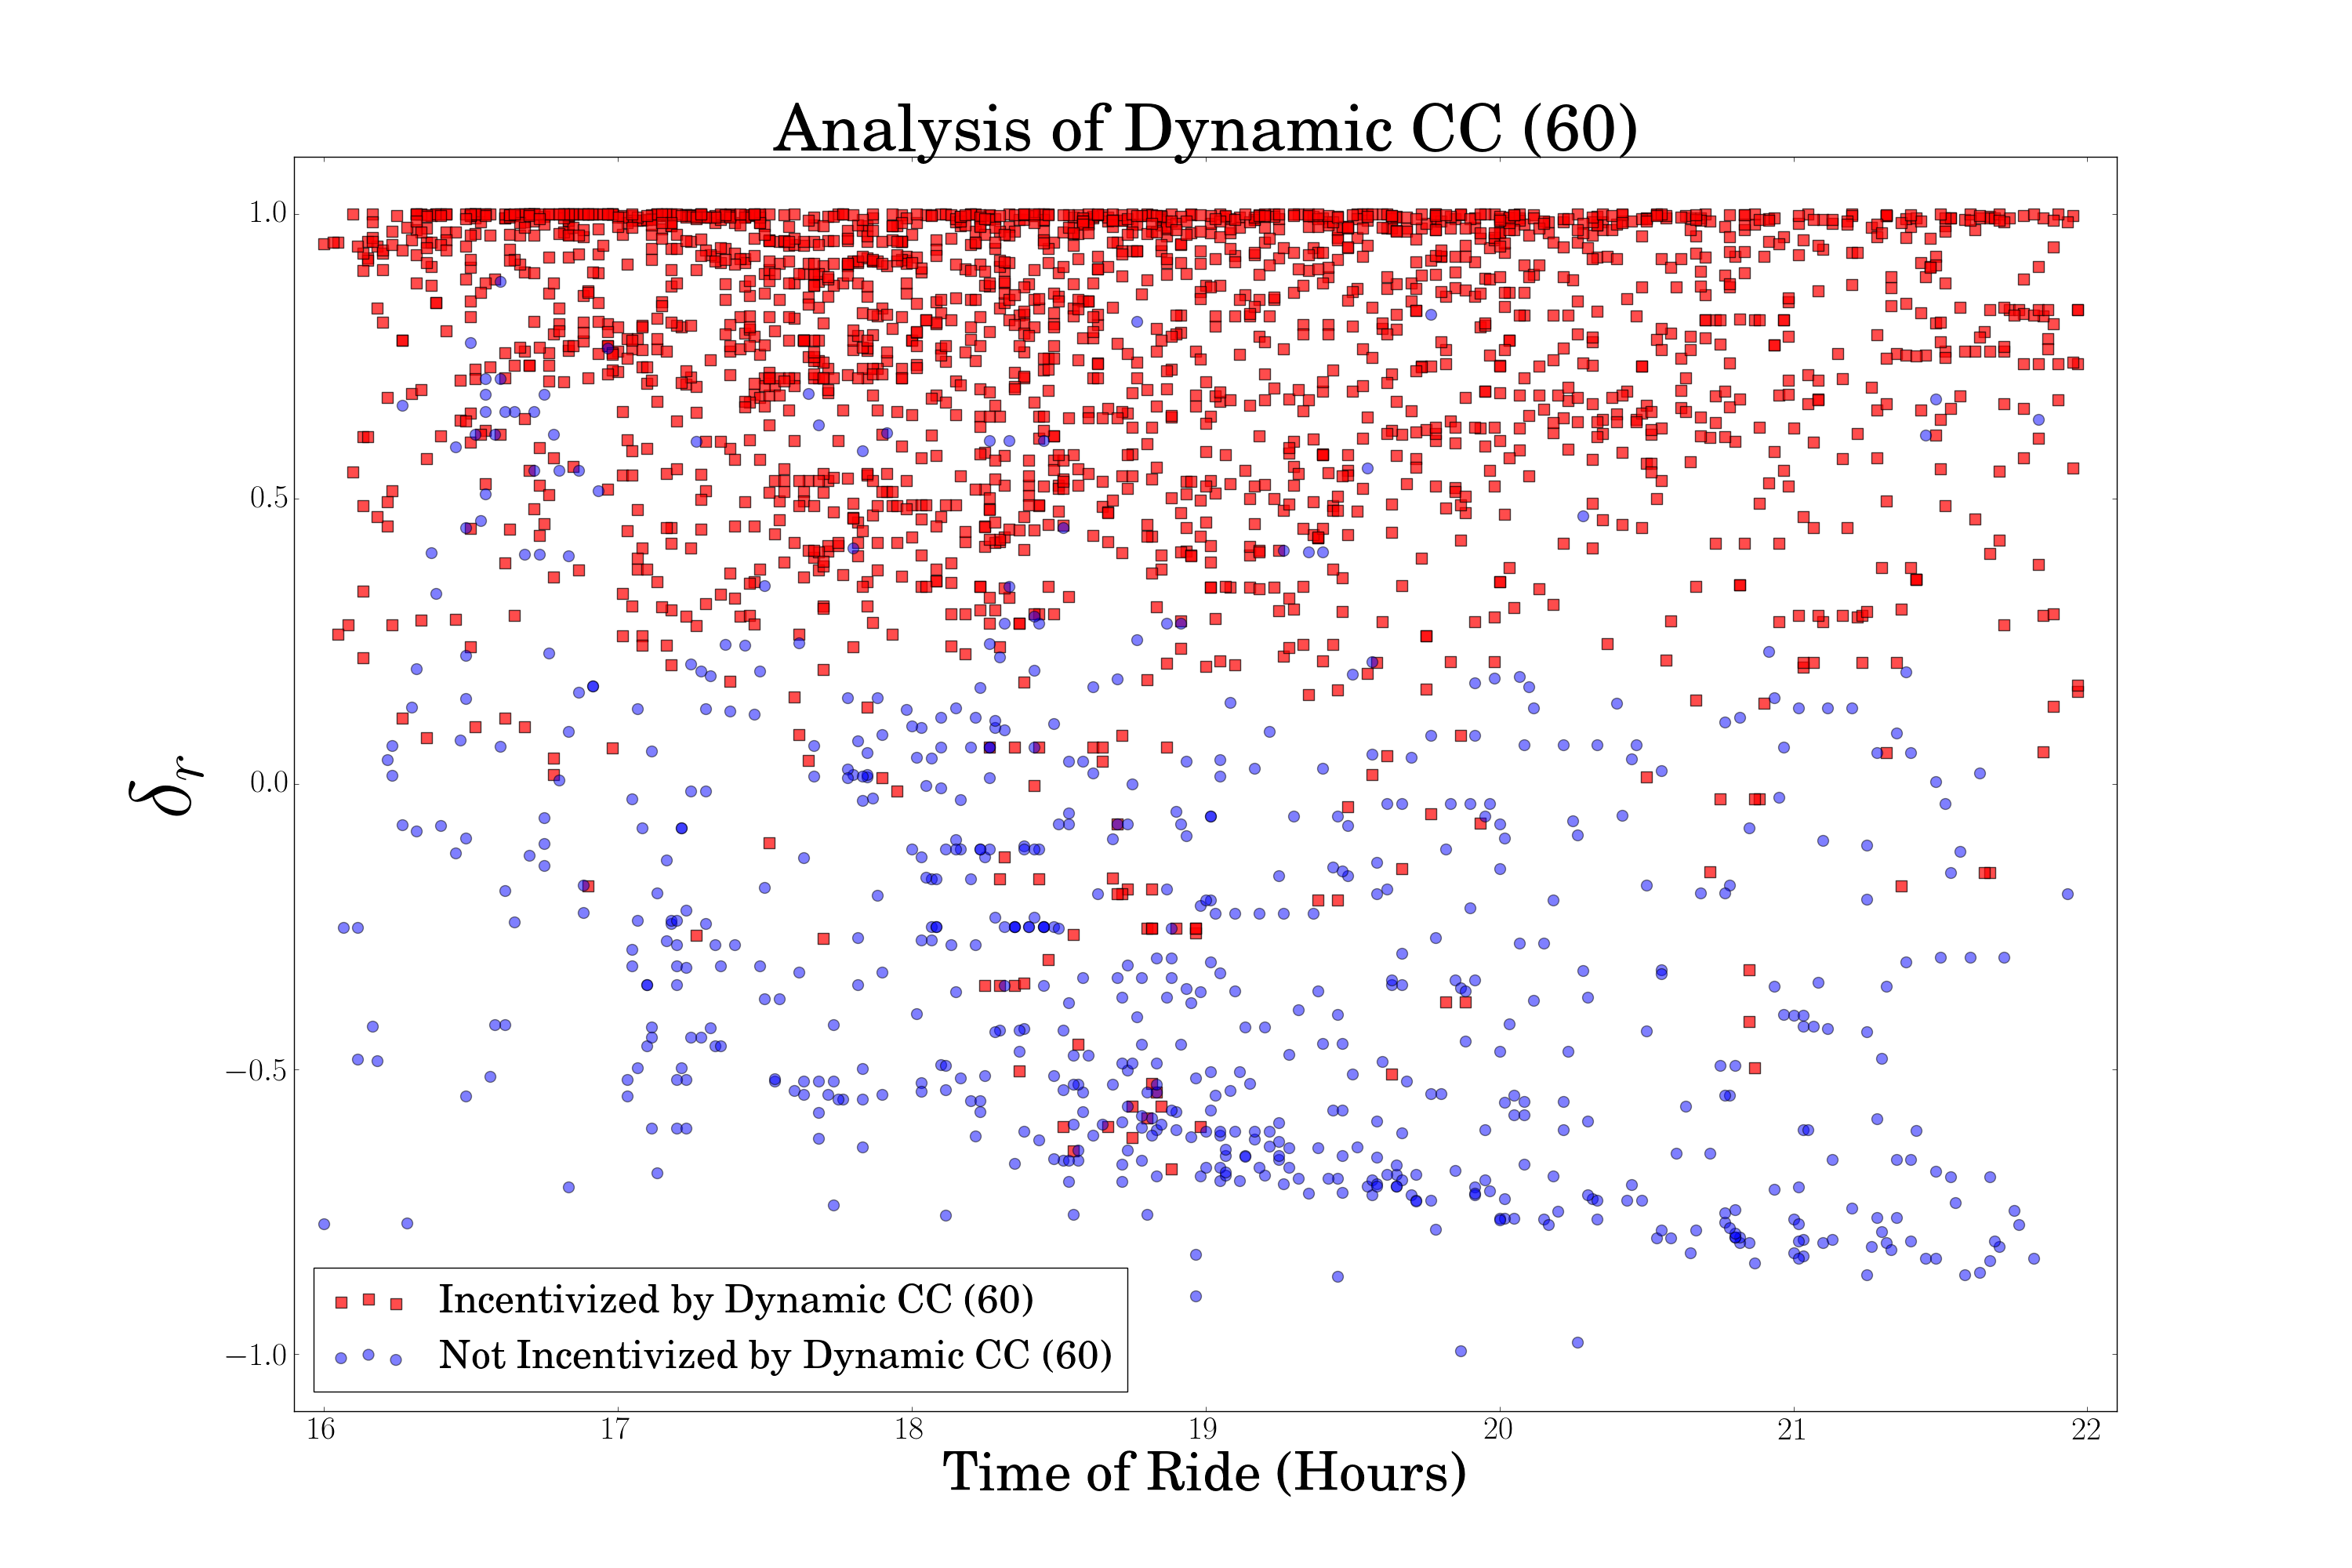 Analysis of Dynamic CC (60)
1.0
0.5
0.0
−0.5
−1.0
δr
Incentivized by Dynamic CC (60)
Not Incentivized by Dynamic CC (60)
16 17 18 19 20 21 22
Time of Ride (Hours)